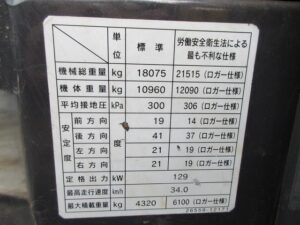 単位 標準 労働安全衛生法による最も不利な仕様
機械総重量 kg 18075 21515 (ロガー仕様)
機体重量 kg 10960 12090 (ロガー仕様)
平均接地圧 kPa 300 306 (ロガー仕様)
安定度 前方向 度 19 14 (ロガー仕様)
後方向 41 37 (ロガー仕様)
左方向 21 19 (ロガー仕様)
右方向 21 19 (ロガー仕様)
定格出力 kW 129
最高走行速度 km/h 34.0
最大積載重量 kg 4320 6100 (ロガー仕様)